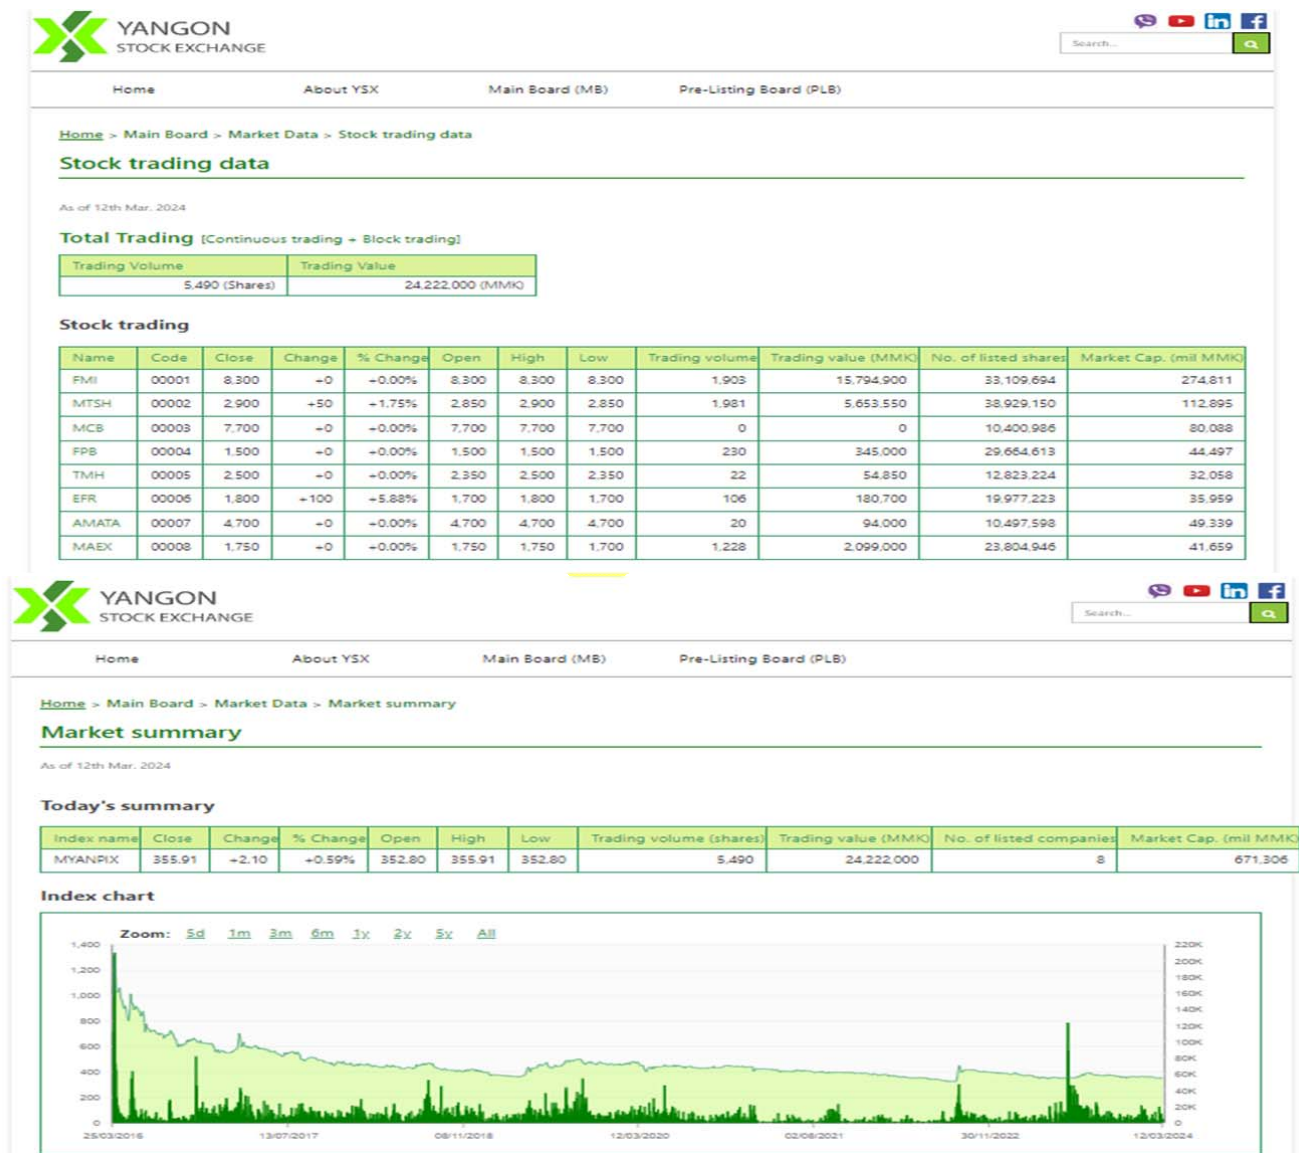 YANGON
STOCK EXCHANGE
Search...
Home About YSX Main Board (MB) Pre-Listing Board (PLB)
Home > Main Board > Market Data > Stock trading data
Stock trading data
As of 12th Mar. 2024
Total Trading [Continuous trading + Block trading]
Trading Volume Trading Value
5,490 (Shares) 24,222,000 (MMK)
Stock trading
Name Code Close Change % Change Open High Low Trading volume Trading value (MMK) No. of listed shares Market Cap. (mil MMK)
FMI 00001 8,300 +0 +0.00% 8,300 8,300 8,300 1,903 15,794,900 33,109,694 274,811
MTSH 00002 2,900 +50 +1.75% 2,850 2,900 2,850 1,981 5,653,550 38,929,150 112,895
MCB 00003 7,700 +0 +0.00% 7,700 7,700 7,700 0 0 10,400,986 80,088
FPB 00004 1,500 +0 +0.00% 1,500 1,500 1,500 230 345,000 29,664,613 44,497
TMH 00005 2,500 +0 +0.00% 2,350 2,500 2,350 22 54,850 12,823,224 32,058
EFR 00006 1,800 +100 +5.88% 1,700 1,800 1,700 106 180,700 19,977,223 35,959
AMATA 00007 4,700 +0 +0.00% 4,700 4,700 4,700 20 94,000 10,497,598 49,339
MAEX 00008 1,750 +0 +0.00% 1,750 1,750 1,700 1,228 2,099,000 23,804,946 41,659
YANGON
STOCK EXCHANGE
Search...
Home About YSX Main Board (MB) Pre-Listing Board (PLB)
Home > Main Board > Market Data > Market summary
Market summary
As of 12th Mar. 2024
Today's summary
Index name Close Change % Change Open High Low Trading volume (shares) Trading value (MMK) No. of listed companies Market Cap. (mil MMK)
MYANPIX 355.91 +2.10 +0.59% 352.80 355.91 352.80 5,490 24,222,000 8 671,306
Index chart
Zoom: 5d 1m 3m 6m 1y 2y 5y All
1,400 220K
200K
1,200
180K
1,000 160K
140K
800
120K
600 100K
80K
400 60K
40K
200
20K
0 0
25/03/2016 13/07/2017 08/11/2018 12/03/2020 02/08/2021 30/11/2022 12/03/2024